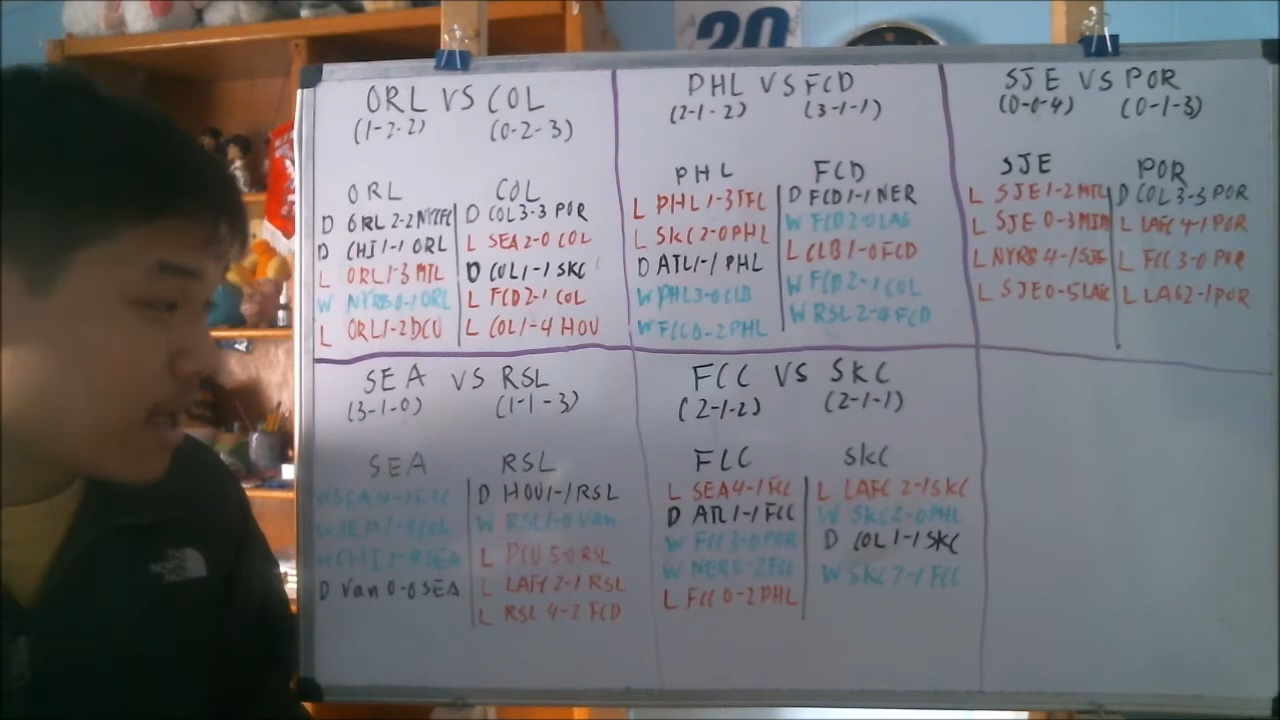 20
ORL VS COL
(1-2-2) (0-2-3)
ORL COL
D ORL 2-2 NYCFC D COL 3-3 POR
D CHI 1-1 ORL L SEA 2-0 COL
L ORL 1-3 MTL D COL 1-1 SKC
W NYRB 0-1 ORL L FCD 2-1 COL
L ORL 1-2 DCU L COL 1-4 HOU
PHL VS FCD
(2-1-2) (3-1-1)
PHL FCD
L PHL 1-3 TFC D FCD 1-1 NER
L SKC 2-0 PHL W FCD 2-0 LAG
D ATL 1-1 PHL L CLB 1-0 FCD
W PHL 3-0 CLB W FCD 2-1 COL
W FCC 0-2 PHL W RSL 2-4 FCD
SJE VS POR
(0-0-4) (0-1-3)
SJE POR
L SJE 1-2 MTL D COL 3-3 POR
L SJE 0-3 MIN L LAFC 4-1 POR
L NYRB 4-1 SJE L FCC 3-0 POR
L SJE 0-5 LAFC L LAG 2-1 POR
SEA VS RSL
(3-1-0) (1-1-3)
SEA RSL
W SEA 4-1 FCC D HOU 1-1 RSL
W SEA 2-0 COL W RSL 1-0 Van
W CHI 2-4 SEA L DCU 5-0 RSL
D Van 0-0 SEA L LAFC 2-1 RSL
L RSL 4-2 FCD
FCC VS SKC
(2-1-2) (2-1-1)
FCC SKC
L SEA 4-1 FCC L LAFC 2-1 SKC
D ATL 1-1 FCC W SKC 2-0 PHL
W FCC 3-0 POR D COL 1-1 SKC
W NER 0-2 FCC W SKC 7-1 FCC
L FCC 0-2 PHL